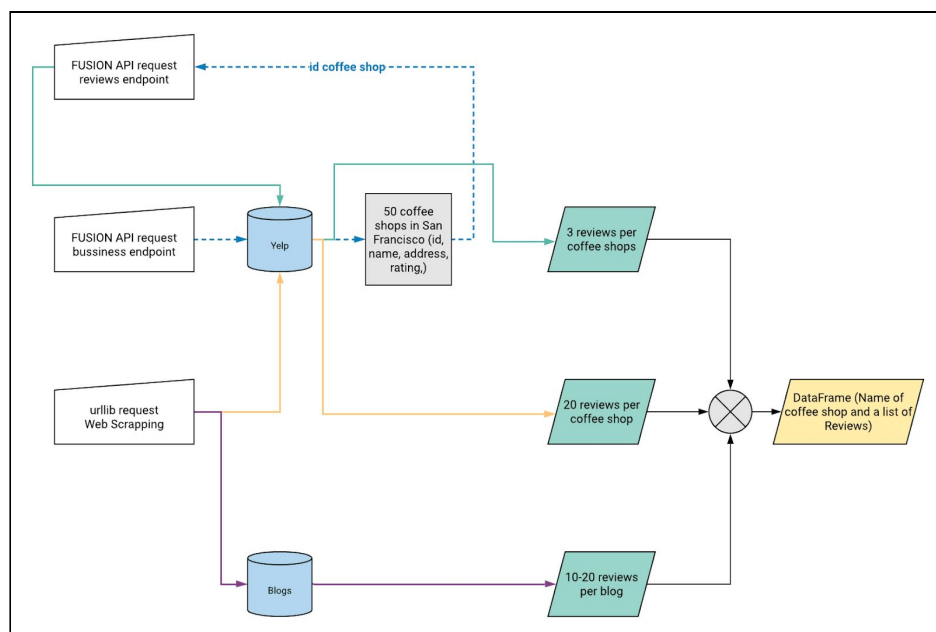 FUSION API request
reviews endpoint
id coffee shop
FUSION API request
bussiness endpoint
Yelp
50 coffee
shops in San
Francisco (id,
name, address,
rating,)
3 reviews per
coffee shops
urllib request
Web Scrapping
20 reviews per
coffee shop
DataFrame (Name of
coffee shop and a list of
Reviews)
Blogs
10-20 reviews
per blog